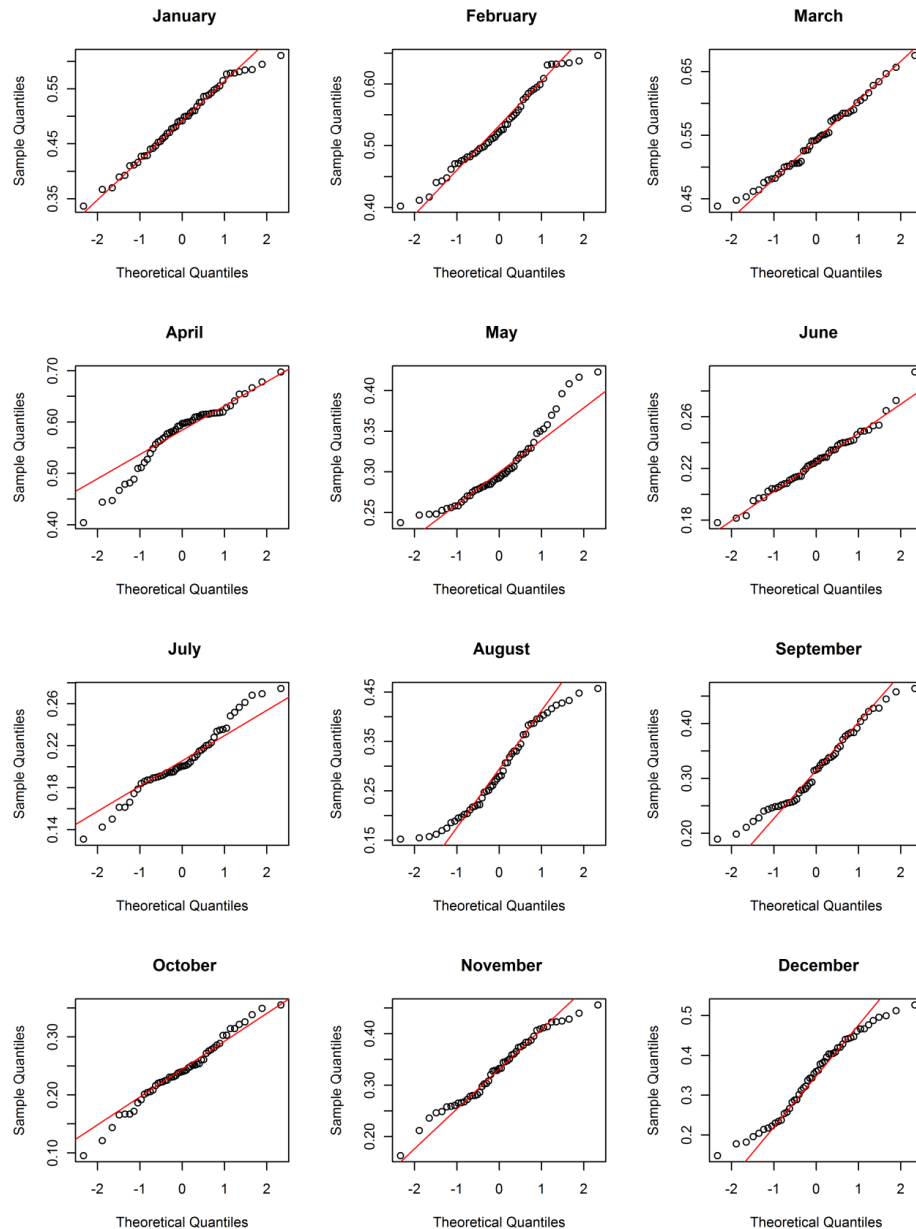 January
Sample Quantiles
0.35 0.45 0.55
-2 -1 0 1 2
Theoretical Quantiles
February
Sample Quantiles
0.40 0.50 0.60
-2 -1 0 1 2
Theoretical Quantiles
March
Sample Quantiles
0.45 0.55 0.65
-2 -1 0 1 2
Theoretical Quantiles
April
Sample Quantiles
0.40 0.50 0.60 0.70
-2 -1 0 1 2
Theoretical Quantiles
May
Sample Quantiles
0.25 0.30 0.35 0.40
-2 -1 0 1 2
Theoretical Quantiles
June
Sample Quantiles
0.18 0.22 0.26
-2 -1 0 1 2
Theoretical Quantiles
July
Sample Quantiles
0.14 0.18 0.22 0.26
-2 -1 0 1 2
Theoretical Quantiles
August
Sample Quantiles
0.15 0.25 0.35 0.45
-2 -1 0 1 2
Theoretical Quantiles
September
Sample Quantiles
0.20 0.30 0.40
-2 -1 0 1 2
Theoretical Quantiles
October
Sample Quantiles
0.10 0.20 0.30
-2 -1 0 1 2
Theoretical Quantiles
November
Sample Quantiles
0.20 0.30 0.40
-2 -1 0 1 2
Theoretical Quantiles
December
Sample Quantiles
0.2 0.3 0.4 0.5
-2 -1 0 1 2
Theoretical Quantiles